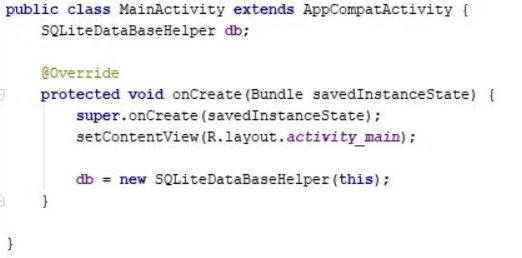 public class MainActivity extends AppCompatActivity {
    SQLiteDataBaseHelper db;
    @Override
    protected void onCreate(Bundle savedInstanceState) {
        super.onCreate(savedInstanceState);
        setContentView(R.layout.activity_main);
        db = new SQLiteDataBaseHelper(this);
    }
}